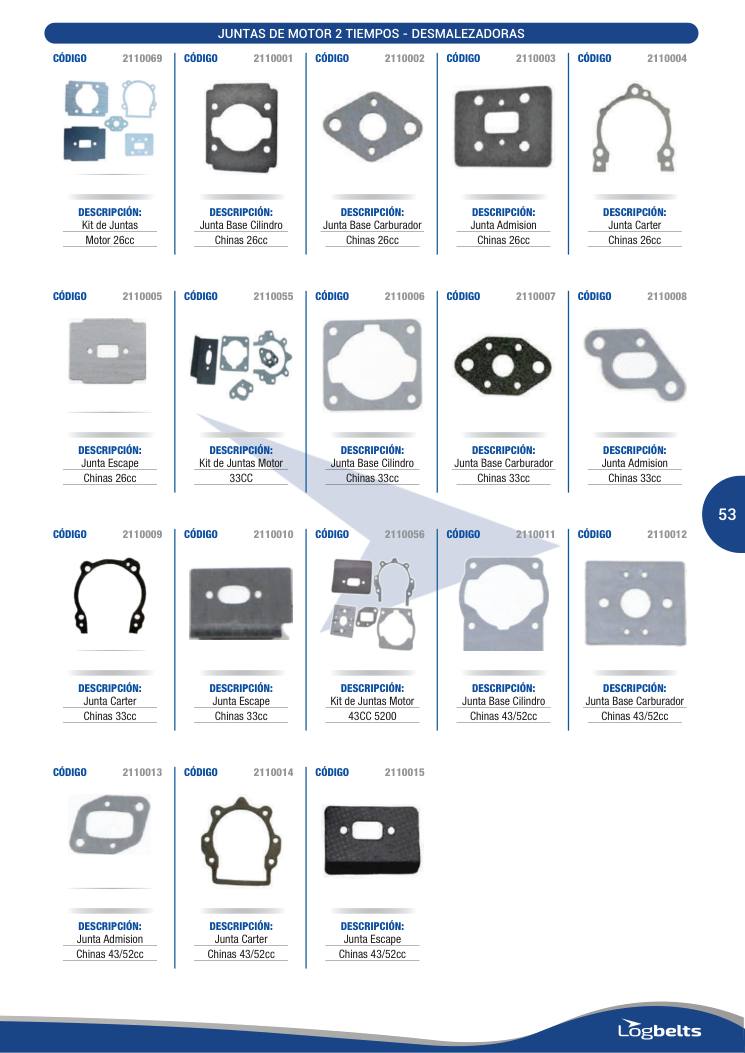 JUNTAS DE MOTOR 2 TIEMPOS - DESMALEZADORAS
CÓDIGO 2110069
DESCRIPCIÓN:
Kit de Juntas
Motor 26cc
CÓDIGO 2110001
DESCRIPCIÓN:
Junta Base Cilindro
Chinas 26cc
CÓDIGO 2110002
DESCRIPCIÓN:
Junta Base Carburador
Chinas 26cc
CÓDIGO 2110003
DESCRIPCIÓN:
Junta Admision
Chinas 26cc
CÓDIGO 2110004
DESCRIPCIÓN:
Junta Carter
Chinas 26cc
CÓDIGO 2110005
DESCRIPCIÓN:
Junta Escape
Chinas 26cc
CÓDIGO 2110055
DESCRIPCIÓN:
Kit de Juntas Motor
33CC
CÓDIGO 2110006
DESCRIPCIÓN:
Junta Base Cilindro
Chinas 33cc
CÓDIGO 2110007
DESCRIPCIÓN:
Junta Base Carburador
Chinas 33cc
CÓDIGO 2110008
DESCRIPCIÓN:
Junta Admision
Chinas 33cc
53
CÓDIGO 2110009
DESCRIPCIÓN:
Junta Carter
Chinas 33cc
CÓDIGO 2110010
DESCRIPCIÓN:
Junta Escape
Chinas 33cc
CÓDIGO 2110056
DESCRIPCIÓN:
Kit de Juntas Motor
43CC 5200
CÓDIGO 2110011
DESCRIPCIÓN:
Junta Base Cilindro
Chinas 43/52cc
CÓDIGO 2110012
DESCRIPCIÓN:
Junta Base Carburador
Chinas 43/52cc
CÓDIGO 2110013
DESCRIPCIÓN:
Junta Admision
Chinas 43/52cc
CÓDIGO 2110014
DESCRIPCIÓN:
Junta Carter
Chinas 43/52cc
CÓDIGO 2110015
DESCRIPCIÓN:
Junta Escape
Chinas 43/52cc
Logbelts